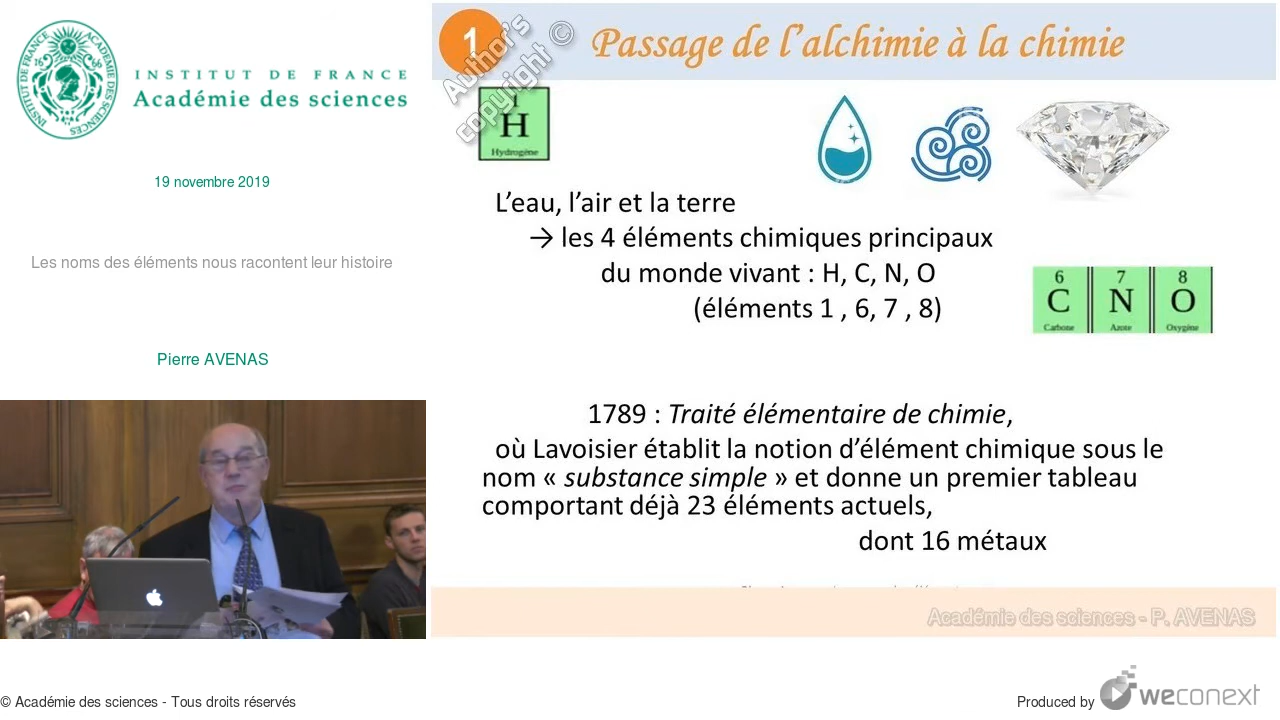 INSTITUT DE FRANCE
Académie des sciences
19 novembre 2019
Les noms des éléments nous racontent leur histoire
Pierre AVENAS
1
Passage de l'alchimie à la chimie
Author's
copyright ©
1
H
Hydrogène
L'eau, l'air et la terre
→ les 4 éléments chimiques principaux
du monde vivant : H, C, N, O
(éléments 1 , 6, 7 , 8)
6 7 8
C N O
Carbone Azote Oxygène
1789 : Traité élémentaire de chimie,
où Lavoisier établit la notion d'élément chimique sous le
nom « substance simple » et donne un premier tableau
comportant déjà 23 éléments actuels,
dont 16 métaux
Académie des sciences - P. AVENAS
© Académie des sciences - Tous droits réservés
Produced by weconext